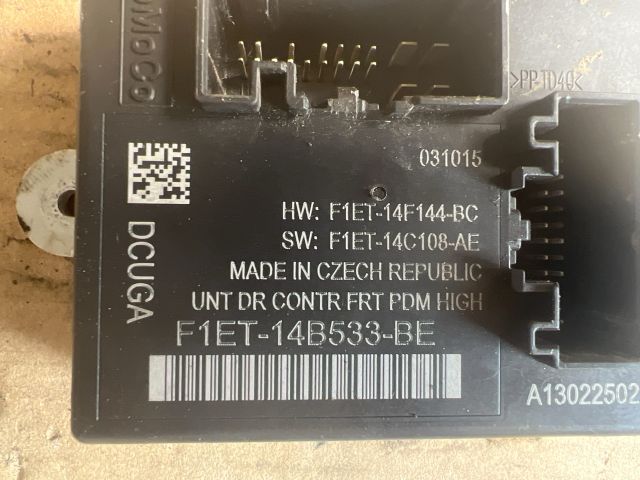 MoCo
>PP-TD40<
031015
HW: F1ET-14F144-BC
SW: F1ET-14C108-AE
MADE IN CZECH REPUBLIC
UNT DR CONTR FRT PDM HIGH
F1ET-14B533-BE
DCUGA
A13022502